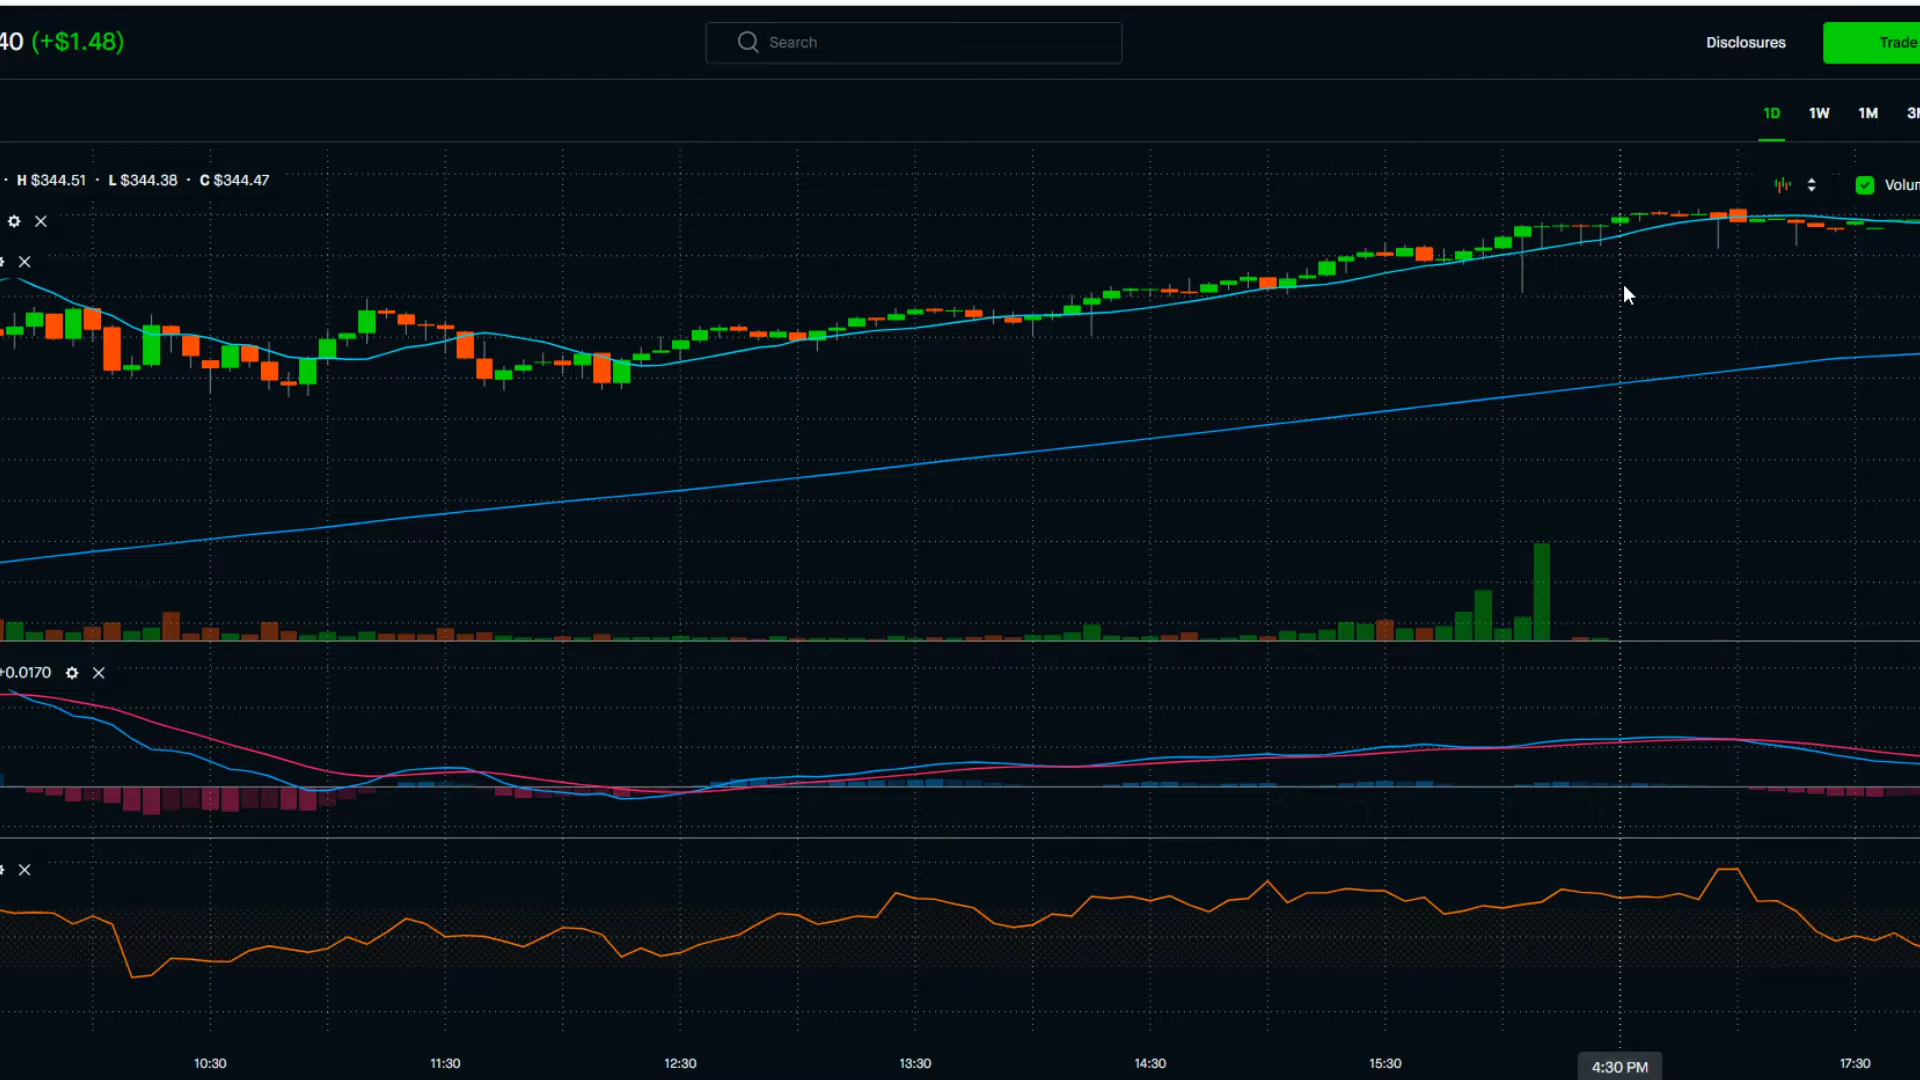 40 (+$1.48)
Search
Disclosures
Trade
1D 1W 1M 3M
· H $344.51 · L $344.38 · C $344.47
Volum
+0.0170
10:30 11:30 12:30 13:30 14:30 15:30 4:30 PM 17:30